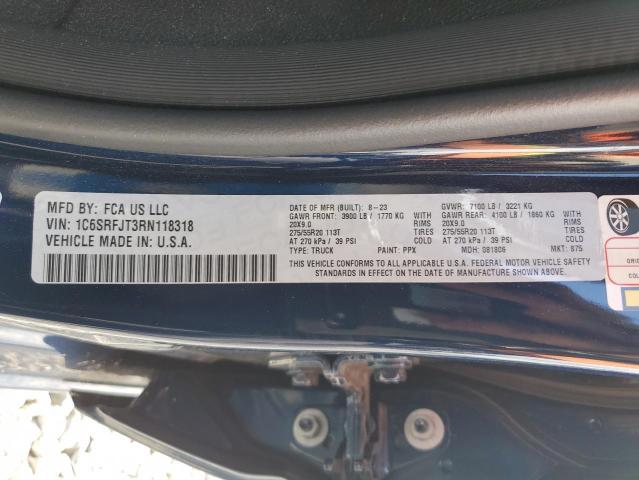 MFD BY: FCA US LLC
VIN: 1C6SRFJT3RN118318
VEHICLE MADE IN U.S.A.
DATE OF MFR (BUILT): 8-23 GVWR: 7100 LB / 3221 KG
GAWR FRONT: 3900 LB / 1770 KG WITH GAWR REAR: 4100 LB / 1860 KG WITH
20X9.0 RIMS 20X9.0 RIMS
275/55R20 113T TIRES 275/55R20 113T TIRES
AT 270 kPa / 39 PSI AT 270 kPa / 39 PSI
TYPE: TRUCK PAINT: PPX MDH: 081806 MKT: 875
THIS VEHICLE CONFORMS TO ALL APPLICABLE U.S.A. FEDERAL MOTOR VEHICLE SAFETY
STANDARDS IN EFFECT ON THE DATE OF MANUFACTURE SHOWN ABOVE.